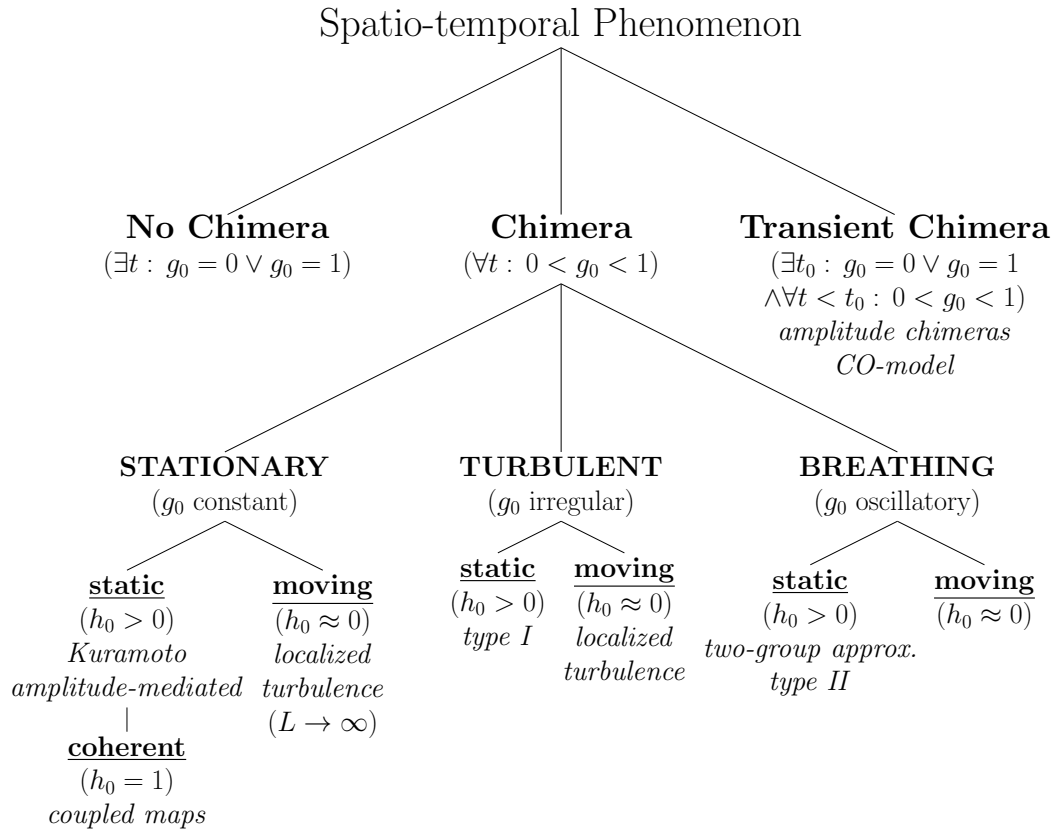 Spatio-temporal Phenomenon
No Chimera
(∃t : g₀ = 0 ∨ g₀ = 1)
Chimera
(∀t : 0 < g₀ < 1)
Transient Chimera
(∃t₀ : g₀ = 0 ∨ g₀ = 1
∧∀t < t₀ : 0 < g₀ < 1)
amplitude chimeras
CO-model
STATIONARY
(g₀ constant)
TURBULENT
(g₀ irregular)
BREATHING
(g₀ oscillatory)
static
(h₀ > 0)
Kuramoto
amplitude-mediated
coherent
(h₀ = 1)
coupled maps
moving
(h₀ ≈ 0)
localized
turbulence
(L → ∞)
static
(h₀ > 0)
type I
moving
(h₀ ≈ 0)
localized
turbulence
static
(h₀ > 0)
two-group approx.
type II
moving
(h₀ ≈ 0)